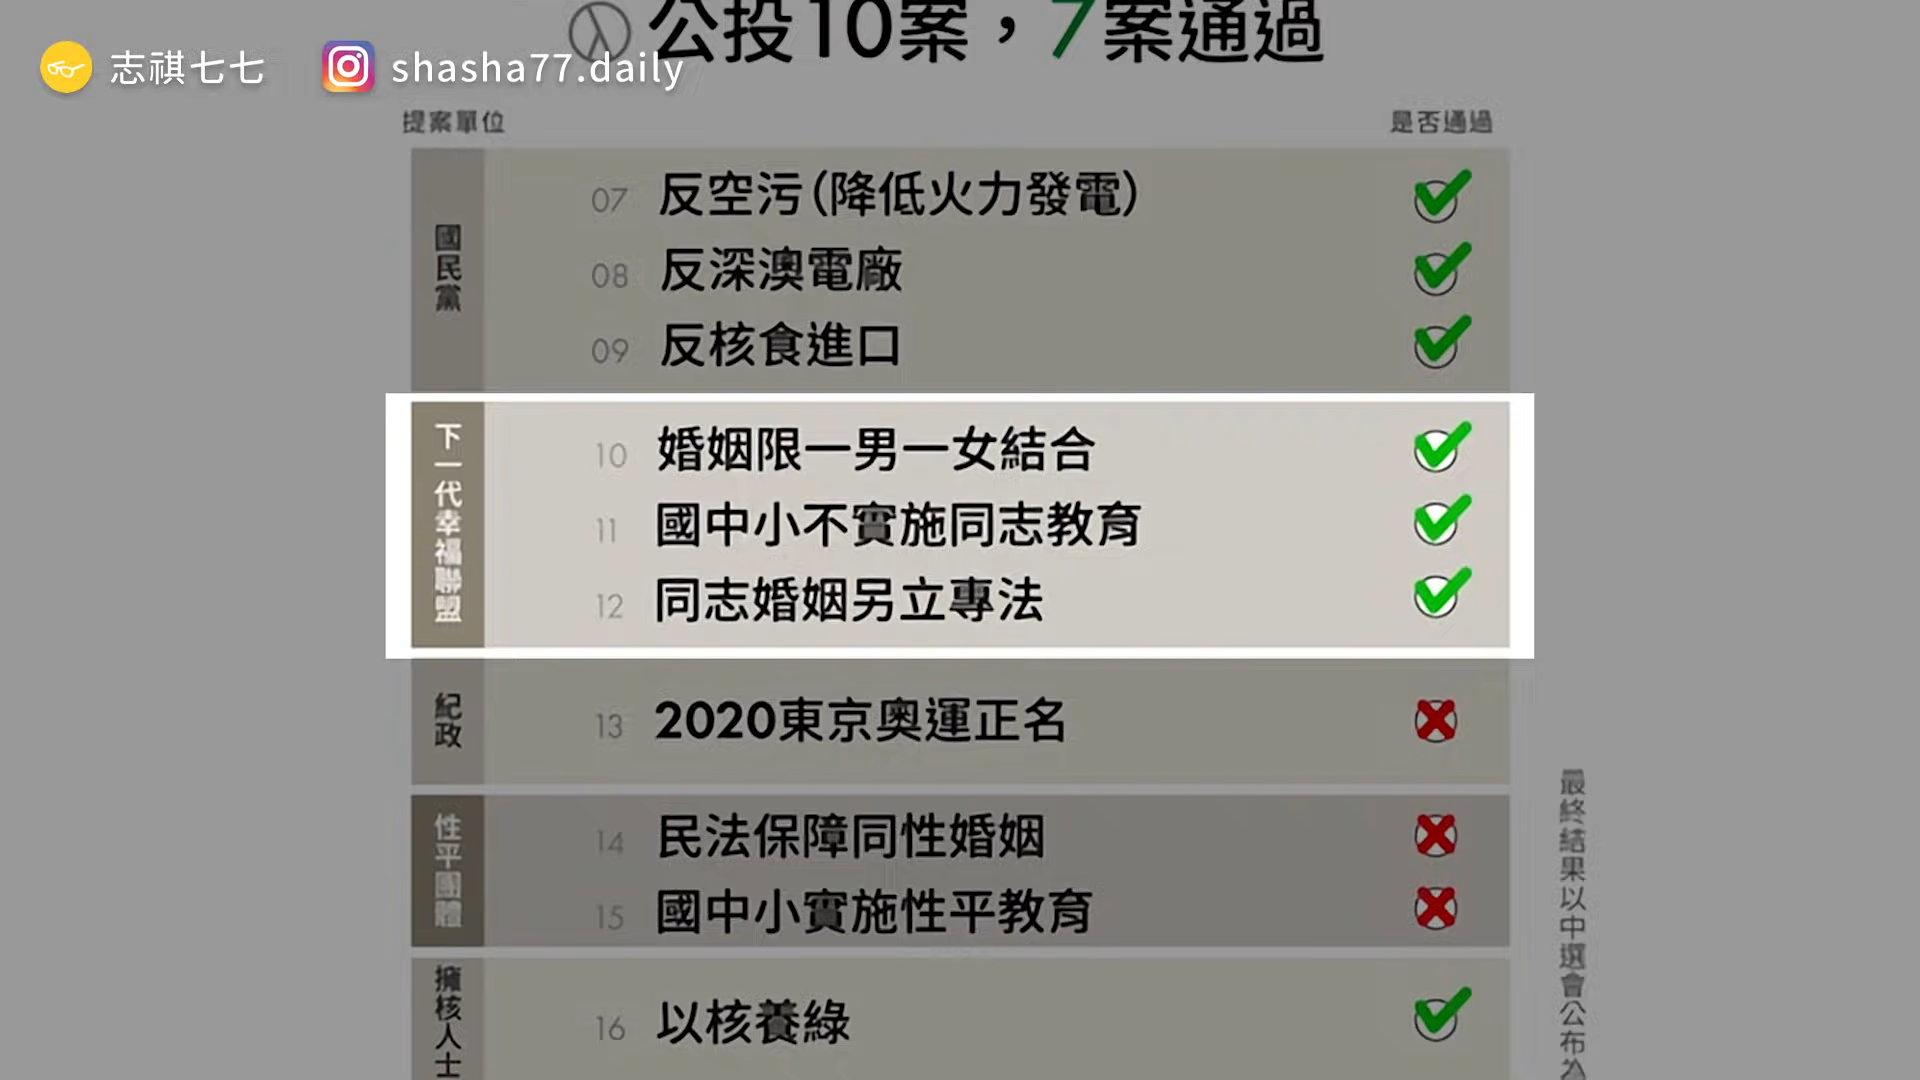 公投10案，7案通過
志祺七七
shasha77.daily
提案單位
是否通過
國民黨
07 反空污(降低火力發電)
08 反深澳電廠
09 反核食進口
下一代幸福聯盟
10 婚姻限一男一女結合
11 國中小不實施同志教育
12 同志婚姻另立專法
紀政
13 2020東京奧運正名
性平團體
14 民法保障同性婚姻
15 國中小實施性平教育
擁核人士
16 以核養綠
最終結果以中選會公布為